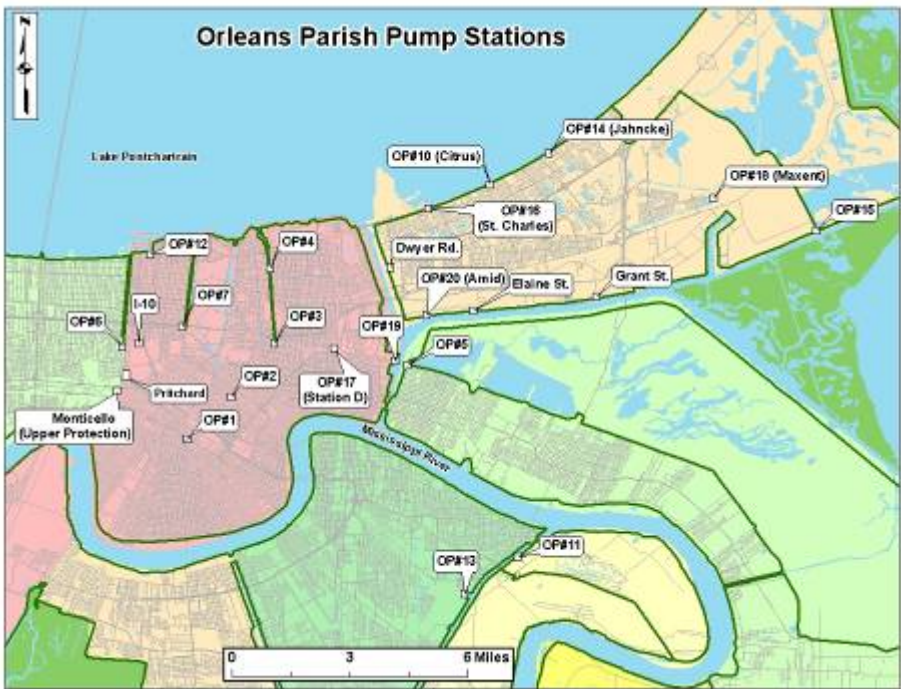 N
Orleans Parish Pump Stations
Lake Pontchartrain
OP#14 (Jahncke)
OP#10 (Citrus)
OP#18 (Maxent)
OP#16
(St. Charles)
OP#15
OP#12
OP#4
Dwyer Rd.
OP#20 (Amid)
Elaine St.
Grant St.
OP#7
I-10
OP#6
OP#3
OP#19
OP#5
Pritchard
OP#2
OP#17
(Station D)
Monticello
(Upper Protection)
OP#1
Mississippi River
OP#11
OP#13
0 3 6 Miles